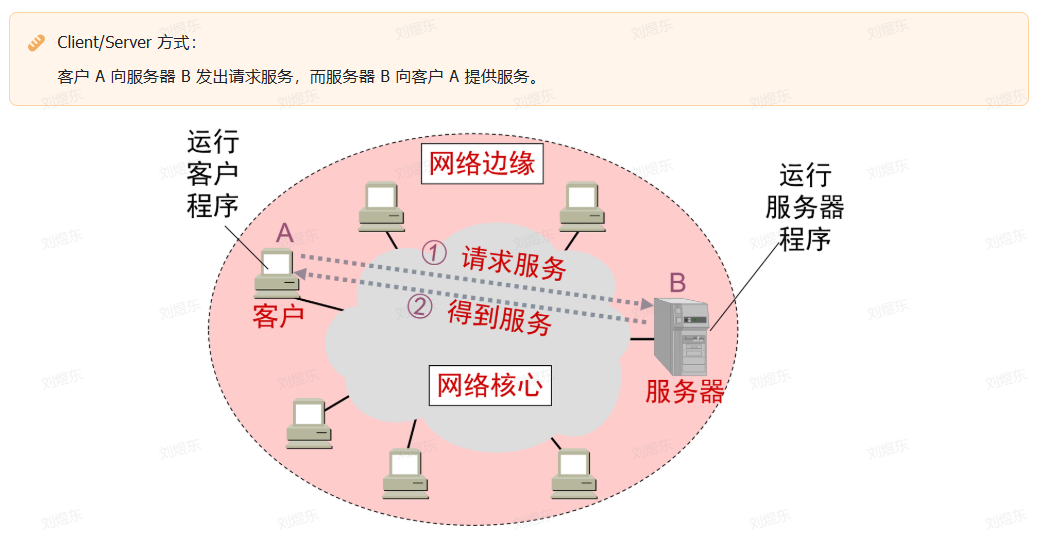 Client/Server 方式：
客户 A 向服务器 B 发出请求服务，而服务器 B 向客户 A 提供服务。
运行
客户
程序
网络边缘
运行
服务器
程序
A
① 请求服务
B
② 得到服务
客户
网络核心
服务器
刘煜东